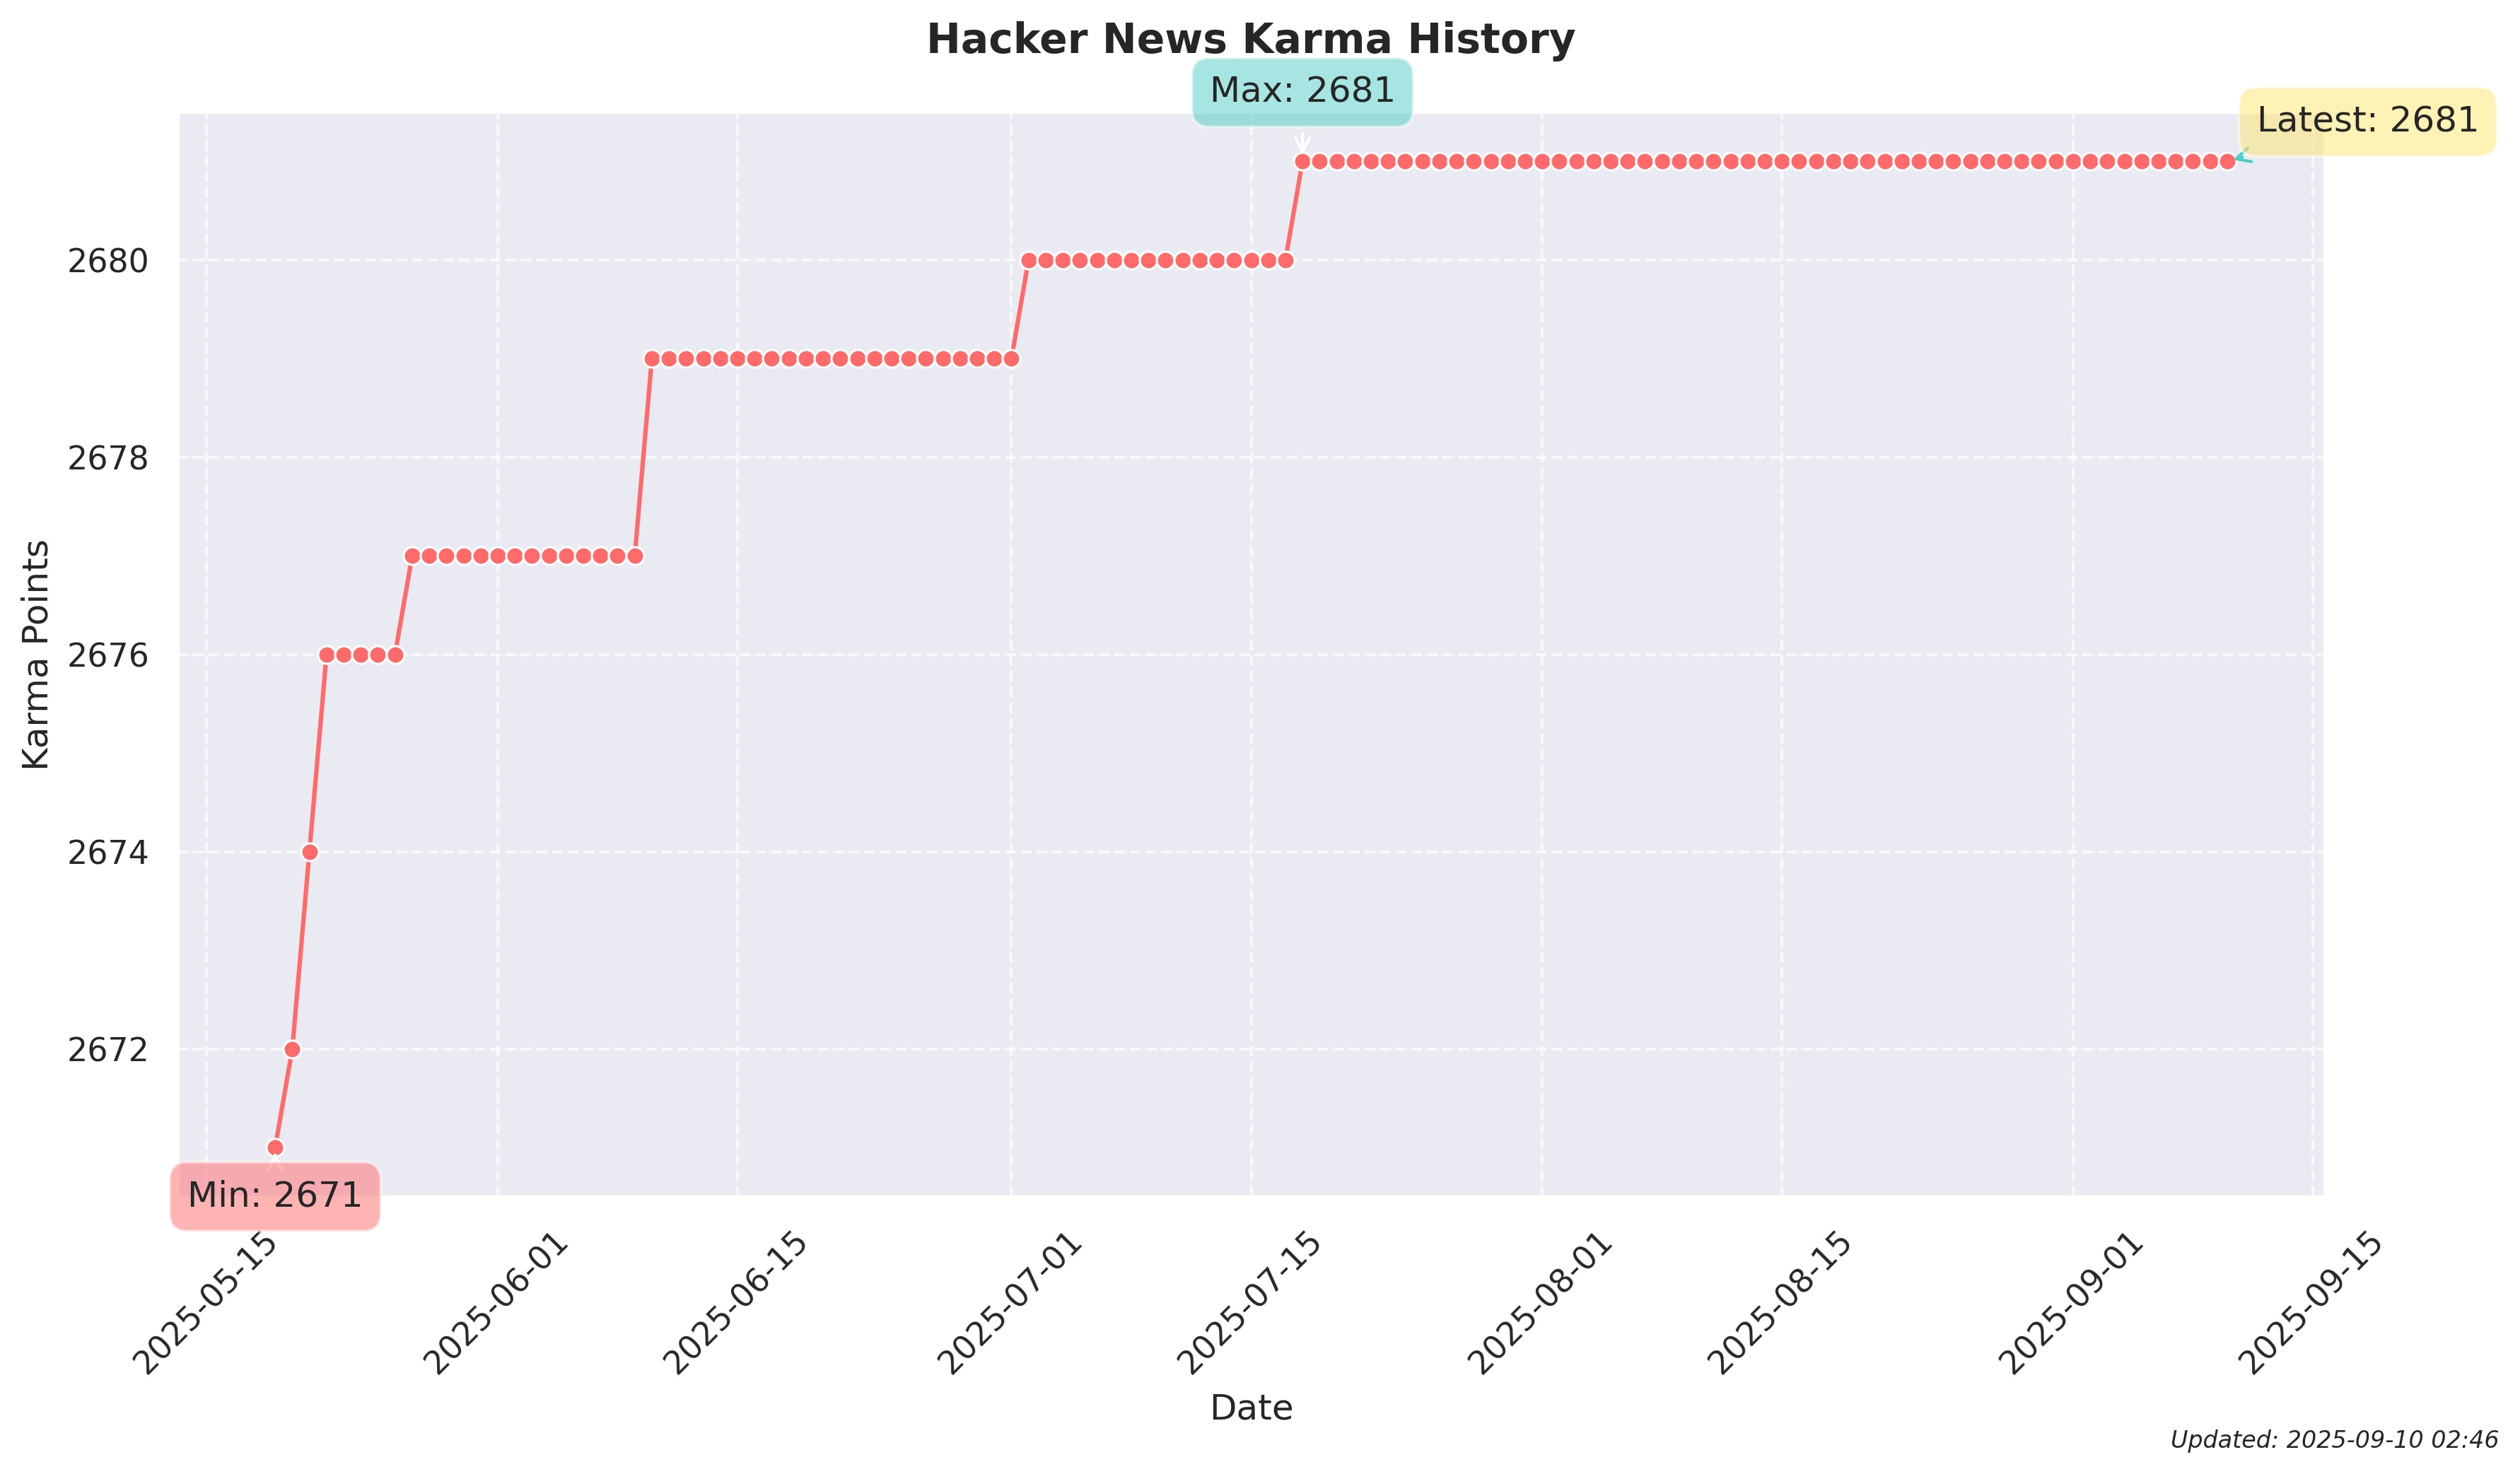 Hacker News Karma History
Max: 2681
Latest: 2681
Karma Points
2680
2678
2676
2674
2672
Min: 2671
2025-05-15
2025-06-01
2025-06-15
2025-07-01
2025-07-15
2025-08-01
2025-08-15
2025-09-01
2025-09-15
Date
Updated: 2025-09-10 02:46